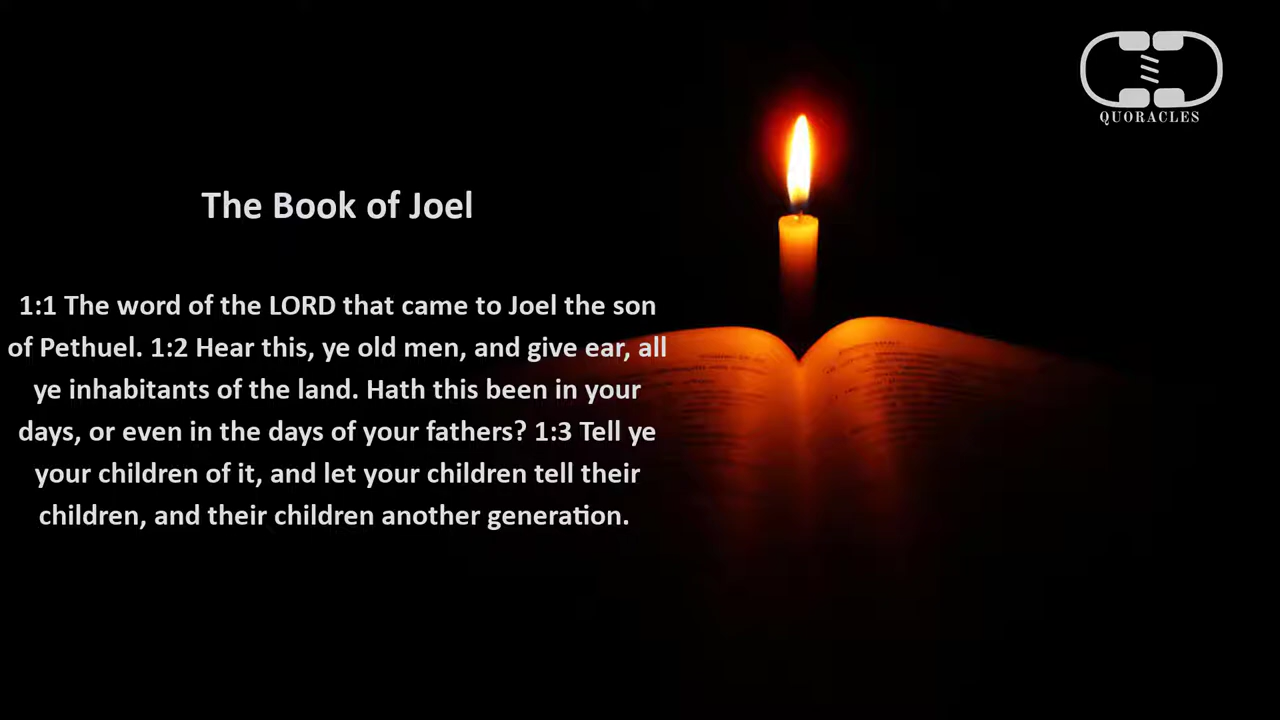 QUORACLES
The Book of Joel
1:1 The word of the LORD that came to Joel the son
of Pethuel. 1:2 Hear this, ye old men, and give ear, all
ye inhabitants of the land. Hath this been in your
days, or even in the days of your fathers? 1:3 Tell ye
your children of it, and let your children tell their
children, and their children another generation.